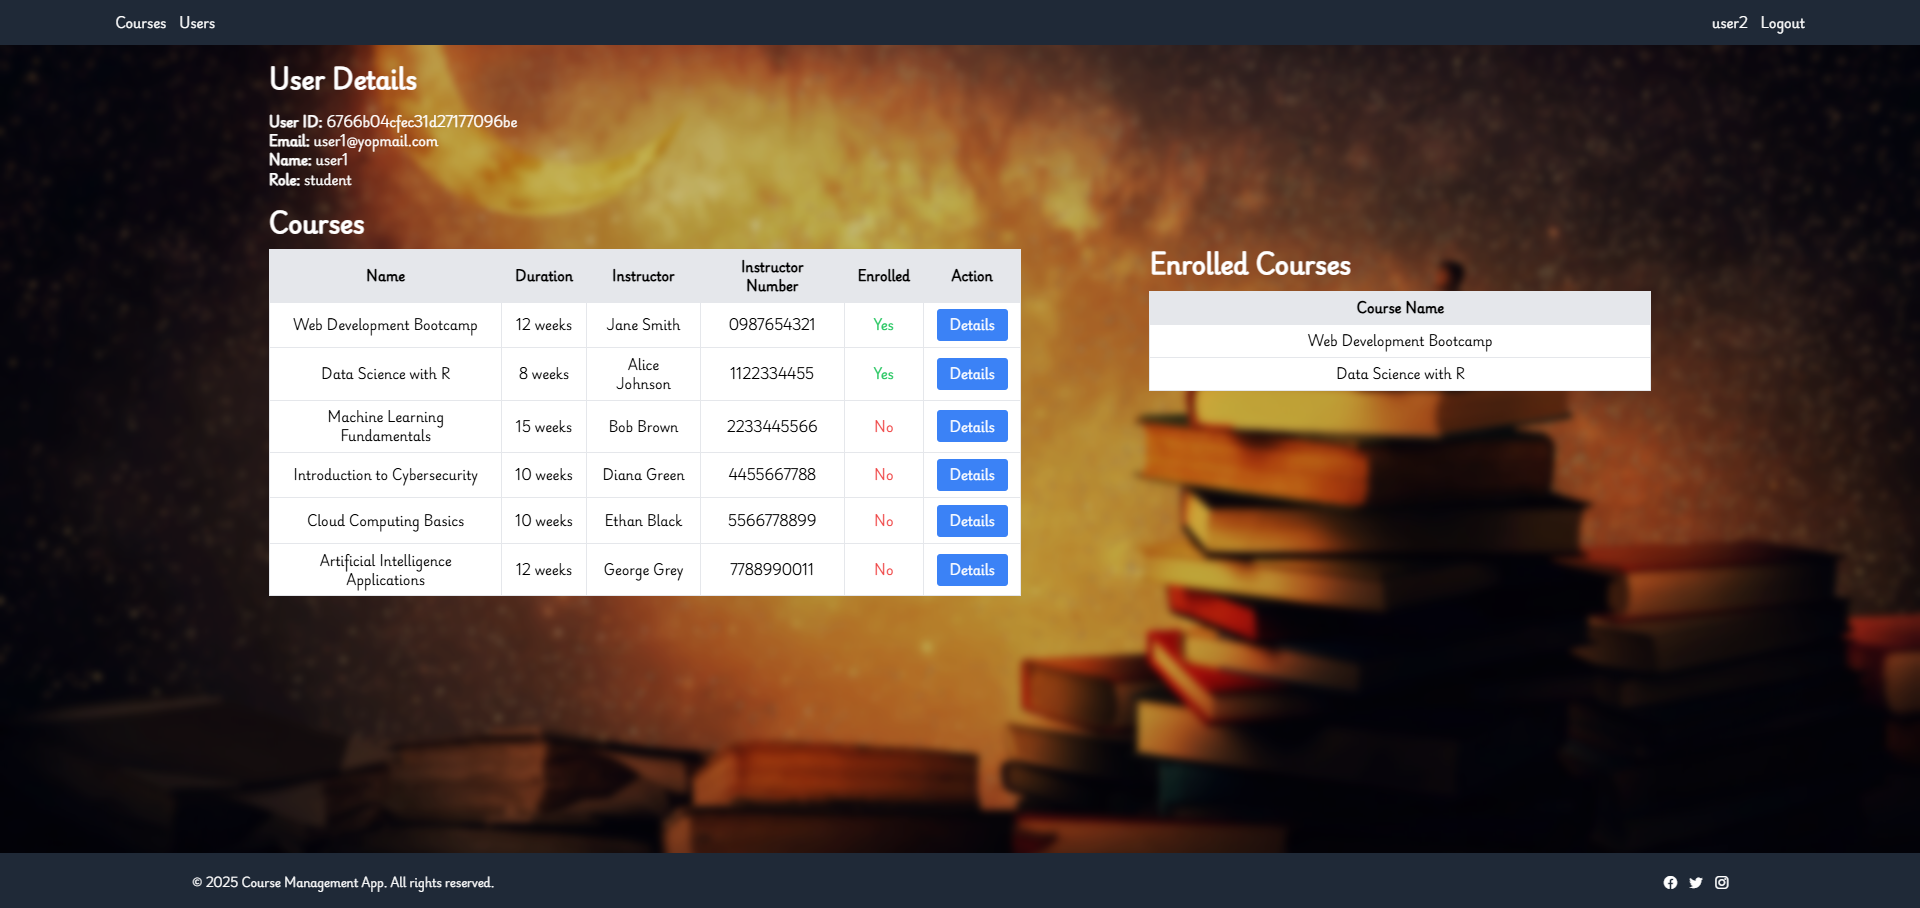 Courses Users user2 Logout
User Details
User ID: 6766b04cfec31d27177096be
Email: user1@yopmail.com
Name: user1
Role: student
Courses
Name Duration Instructor Instructor Number Enrolled Action
Web Development Bootcamp 12 weeks Jane Smith 0987654321 Yes Details
Data Science with R 8 weeks Alice Johnson 1122334455 Yes Details
Machine Learning Fundamentals 15 weeks Bob Brown 2233445566 No Details
Introduction to Cybersecurity 10 weeks Diana Green 4455667788 No Details
Cloud Computing Basics 10 weeks Ethan Black 5566778899 No Details
Artificial Intelligence Applications 12 weeks George Grey 7788990011 No Details
Enrolled Courses
Course Name
Web Development Bootcamp
Data Science with R
© 2025 Course Management App. All rights reserved.